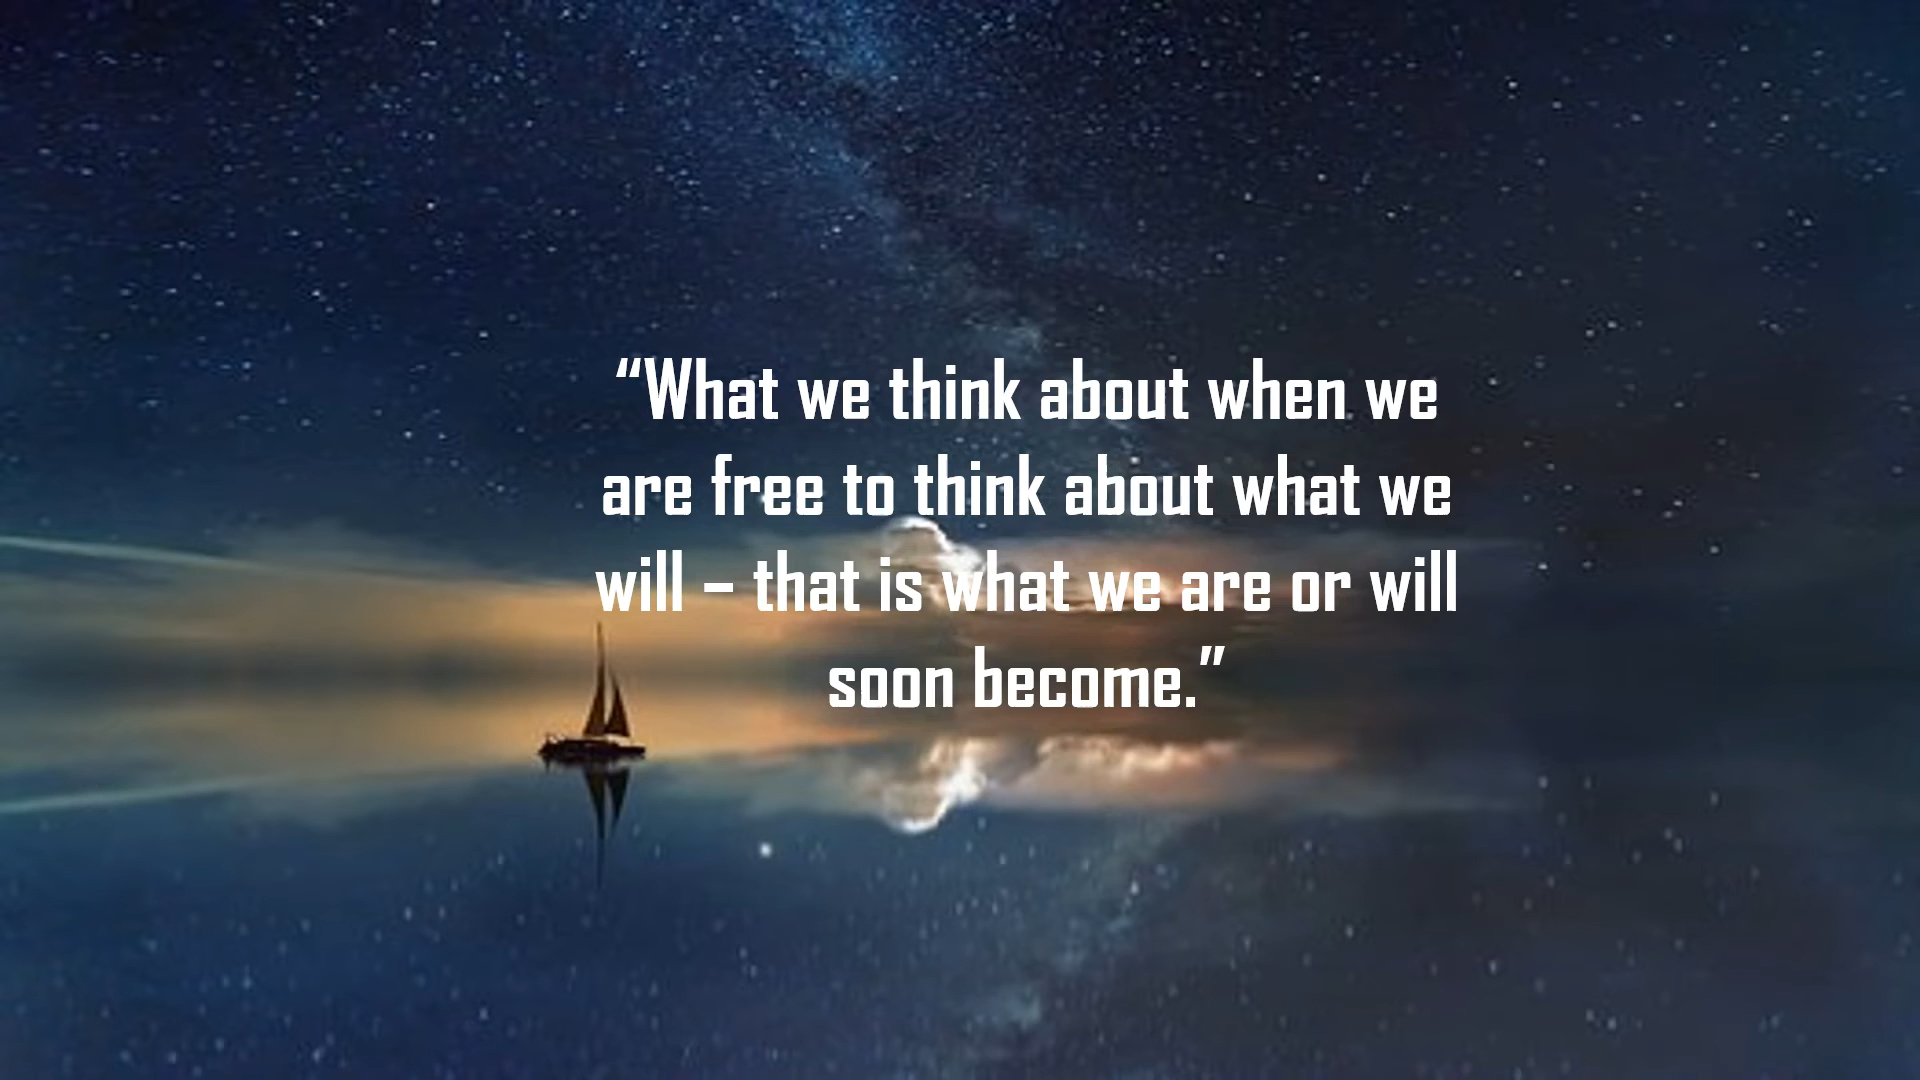 “What we think about when we
are free to think about what we
will – that is what we are or will
soon become.”